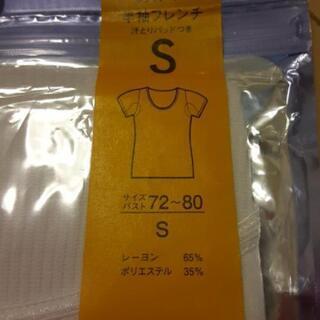 半袖フレンチ
汗とりパッドつき
S
サイズ
バスト 72~80
S
レーヨン 65%
ポリエステル 35%